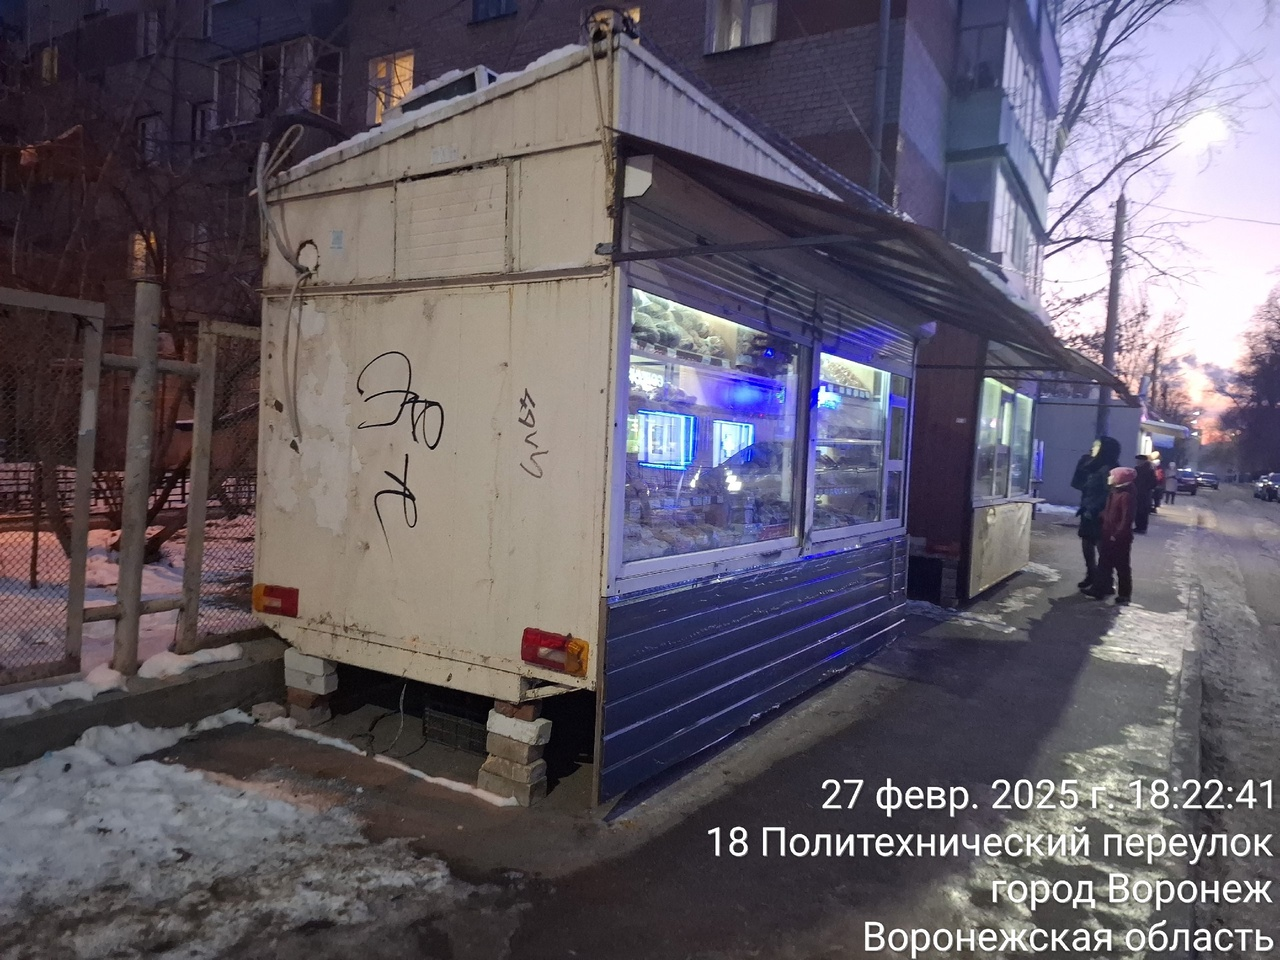 27 февр. 2025 г. 18:22:41
18 Политехнический переулок
город Воронеж
Воронежская область